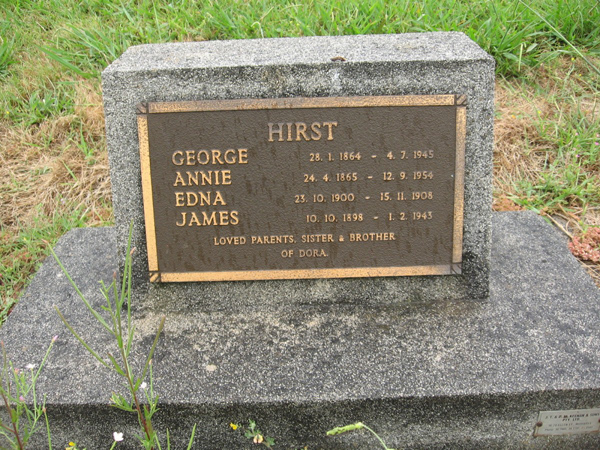 HIRST
GEORGE 28. 1. 1864 - 4. 7. 1945
ANNIE 24. 4. 1865 - 12. 9. 1954
EDNA 23. 10. 1900 - 15. 11. 1908
JAMES 10. 10. 1898 - 1. 2. 1943
LOVED PARENTS, SISTER & BROTHER
OF DORA.